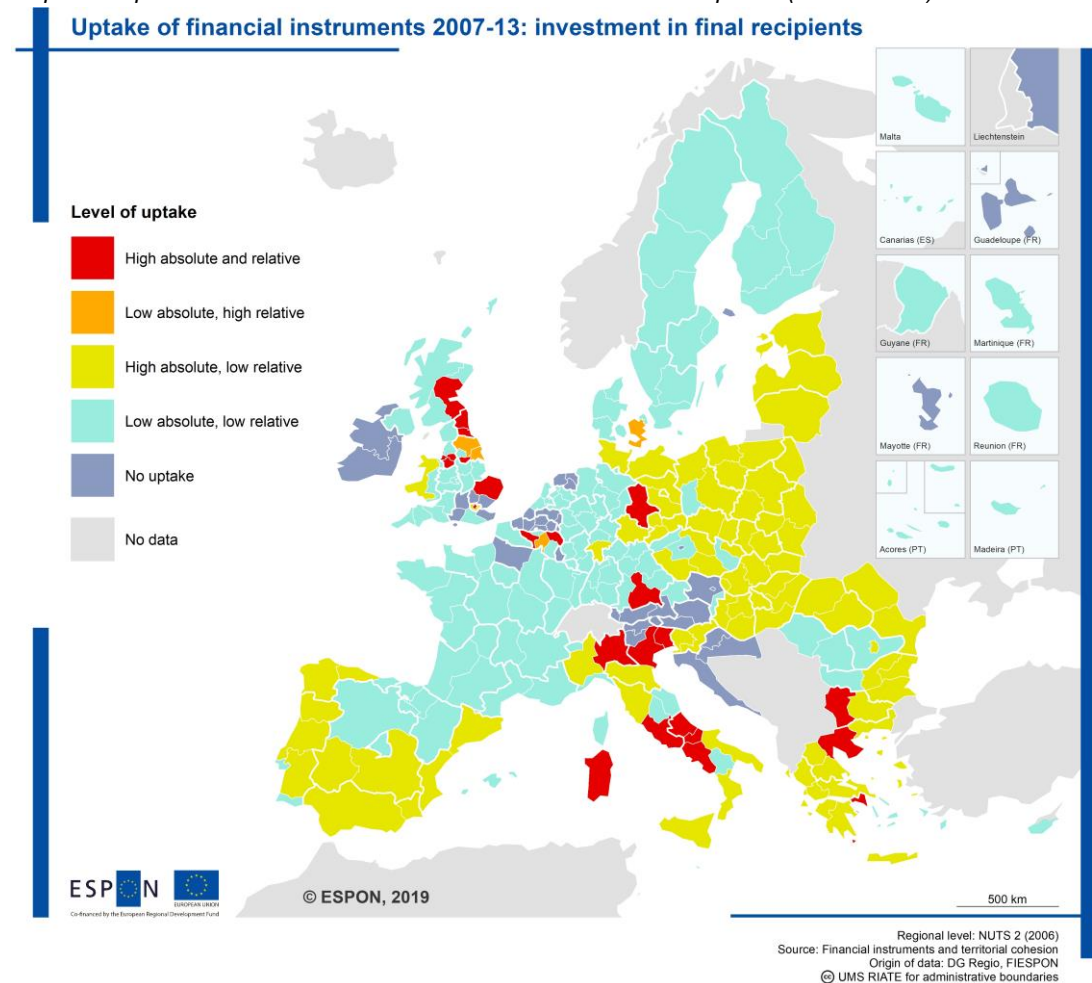 Uptake of financial instruments 2007-13: investment in final recipients
Malta
Liechtenstein
Level of uptake
Canarias (ES)
Guadeloupe (FR)
High absolute and relative
Low absolute, high relative
Guyane (FR)
Martinique (FR)
High absolute, low relative
Low absolute, low relative
Mayotte (FR)
Reunion (FR)
No uptake
No data
Acores (PT)
Madeira (PT)
ESPON
EUROPEAN UNION
Co-financed by the European Regional Development Fund
© ESPON, 2019
500 km
Regional level: NUTS 2 (2006)
Source: Financial instruments and territorial cohesion
Origin of data: DG Regio, FIESPON
cc UMS RIATE for administrative boundaries